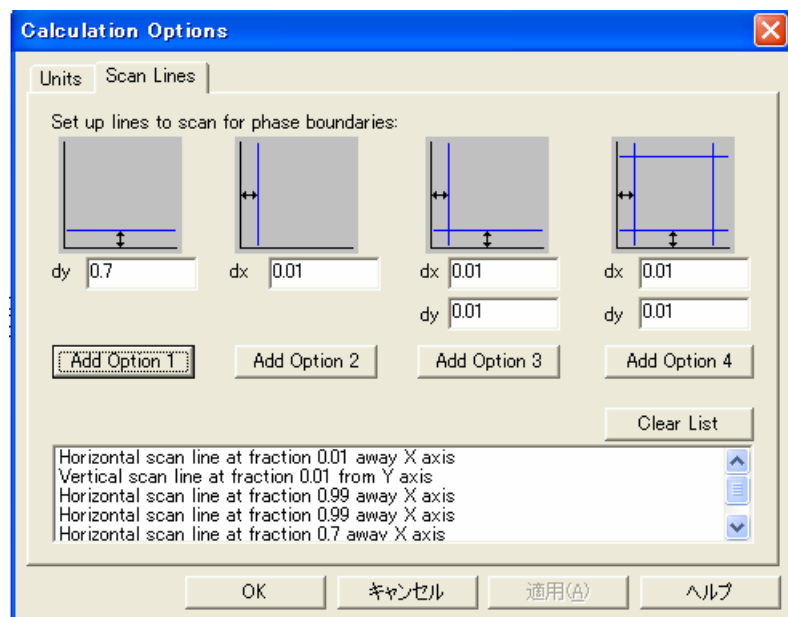 Calculation Options
Units Scan Lines
Set up lines to scan for phase boundaries:
dy 0.7 dx 0.01 dx 0.01 dx 0.01
dy 0.01 dy 0.01
Add Option 1 Add Option 2 Add Option 3 Add Option 4
Clear List
Horizontal scan line at fraction 0.01 away X axis
Vertical scan line at fraction 0.01 from Y axis
Horizontal scan line at fraction 0.99 away X axis
Horizontal scan line at fraction 0.99 away X axis
Horizontal scan line at fraction 0.7 away X axis
OK キャンセル 適用(A) ヘルプ